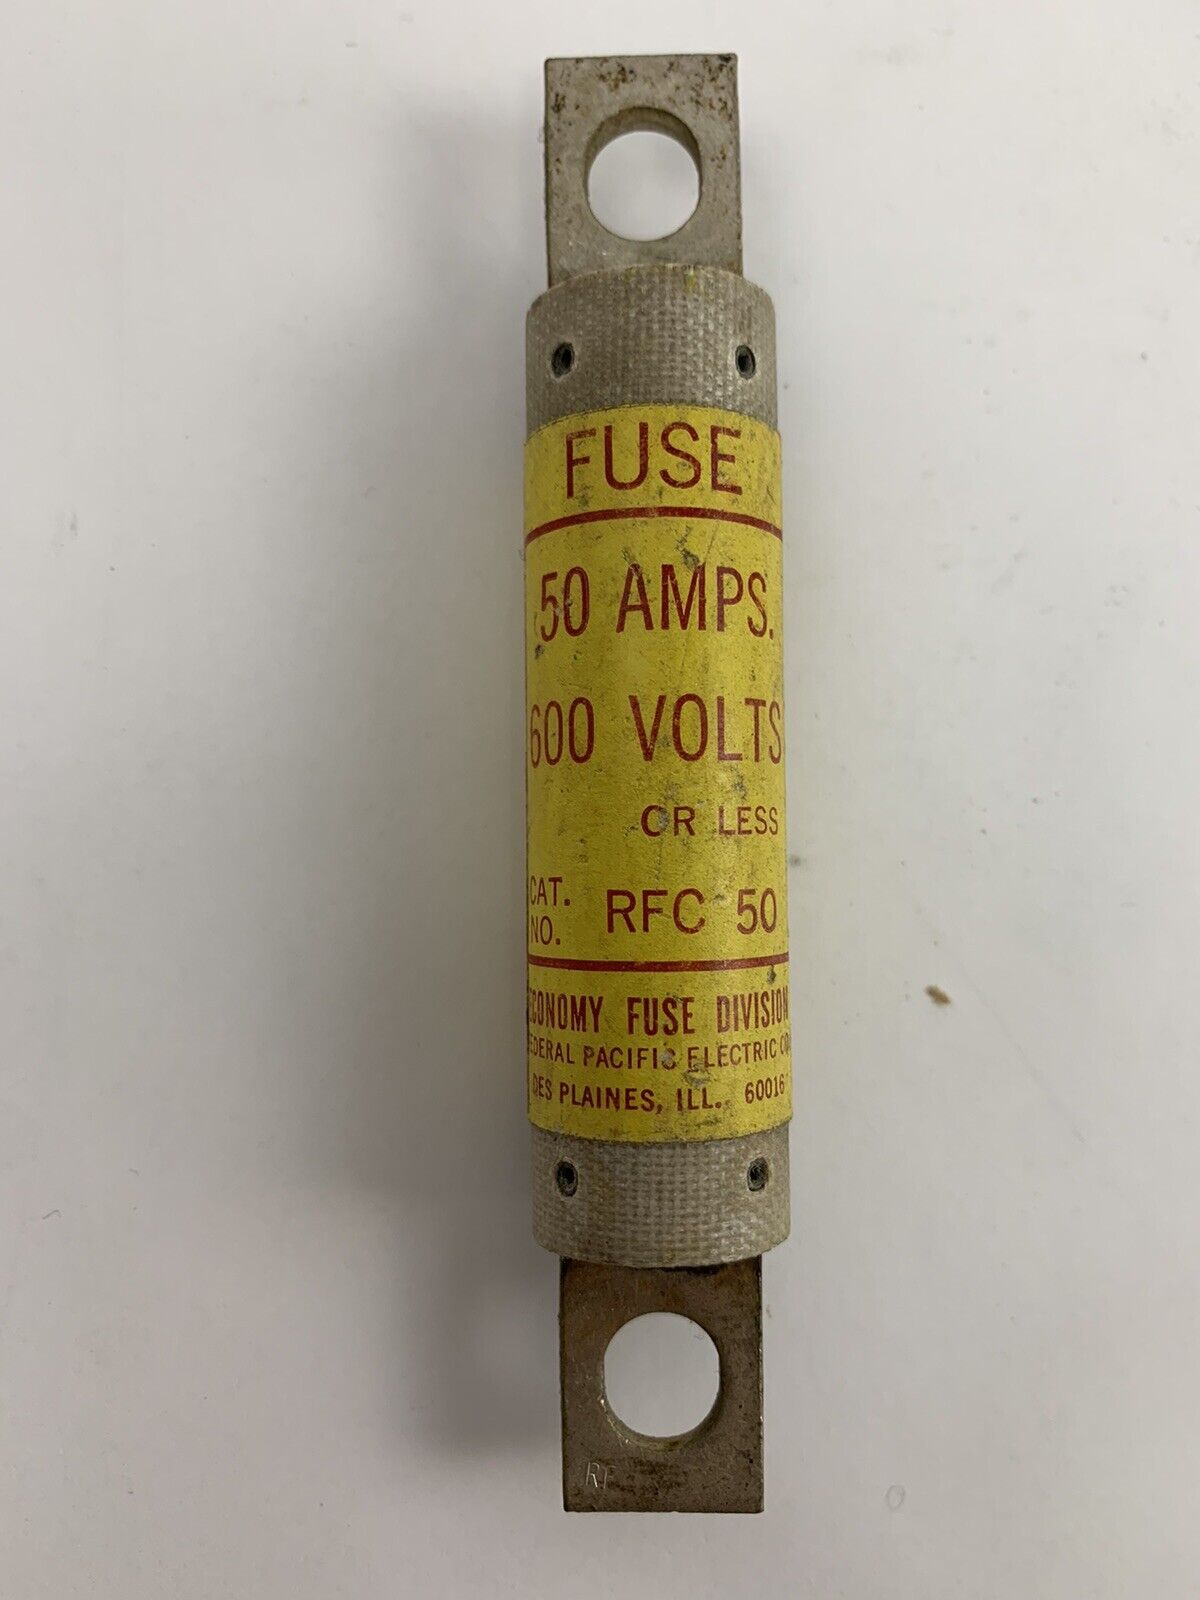 FUSE
50 AMPS.
600 VOLTS
OR LESS
CAT. NO. RFC 50
ECONOMY FUSE DIVISION
FEDERAL PACIFIC ELECTRIC CO.
DES PLAINES, ILL. 60016
RF